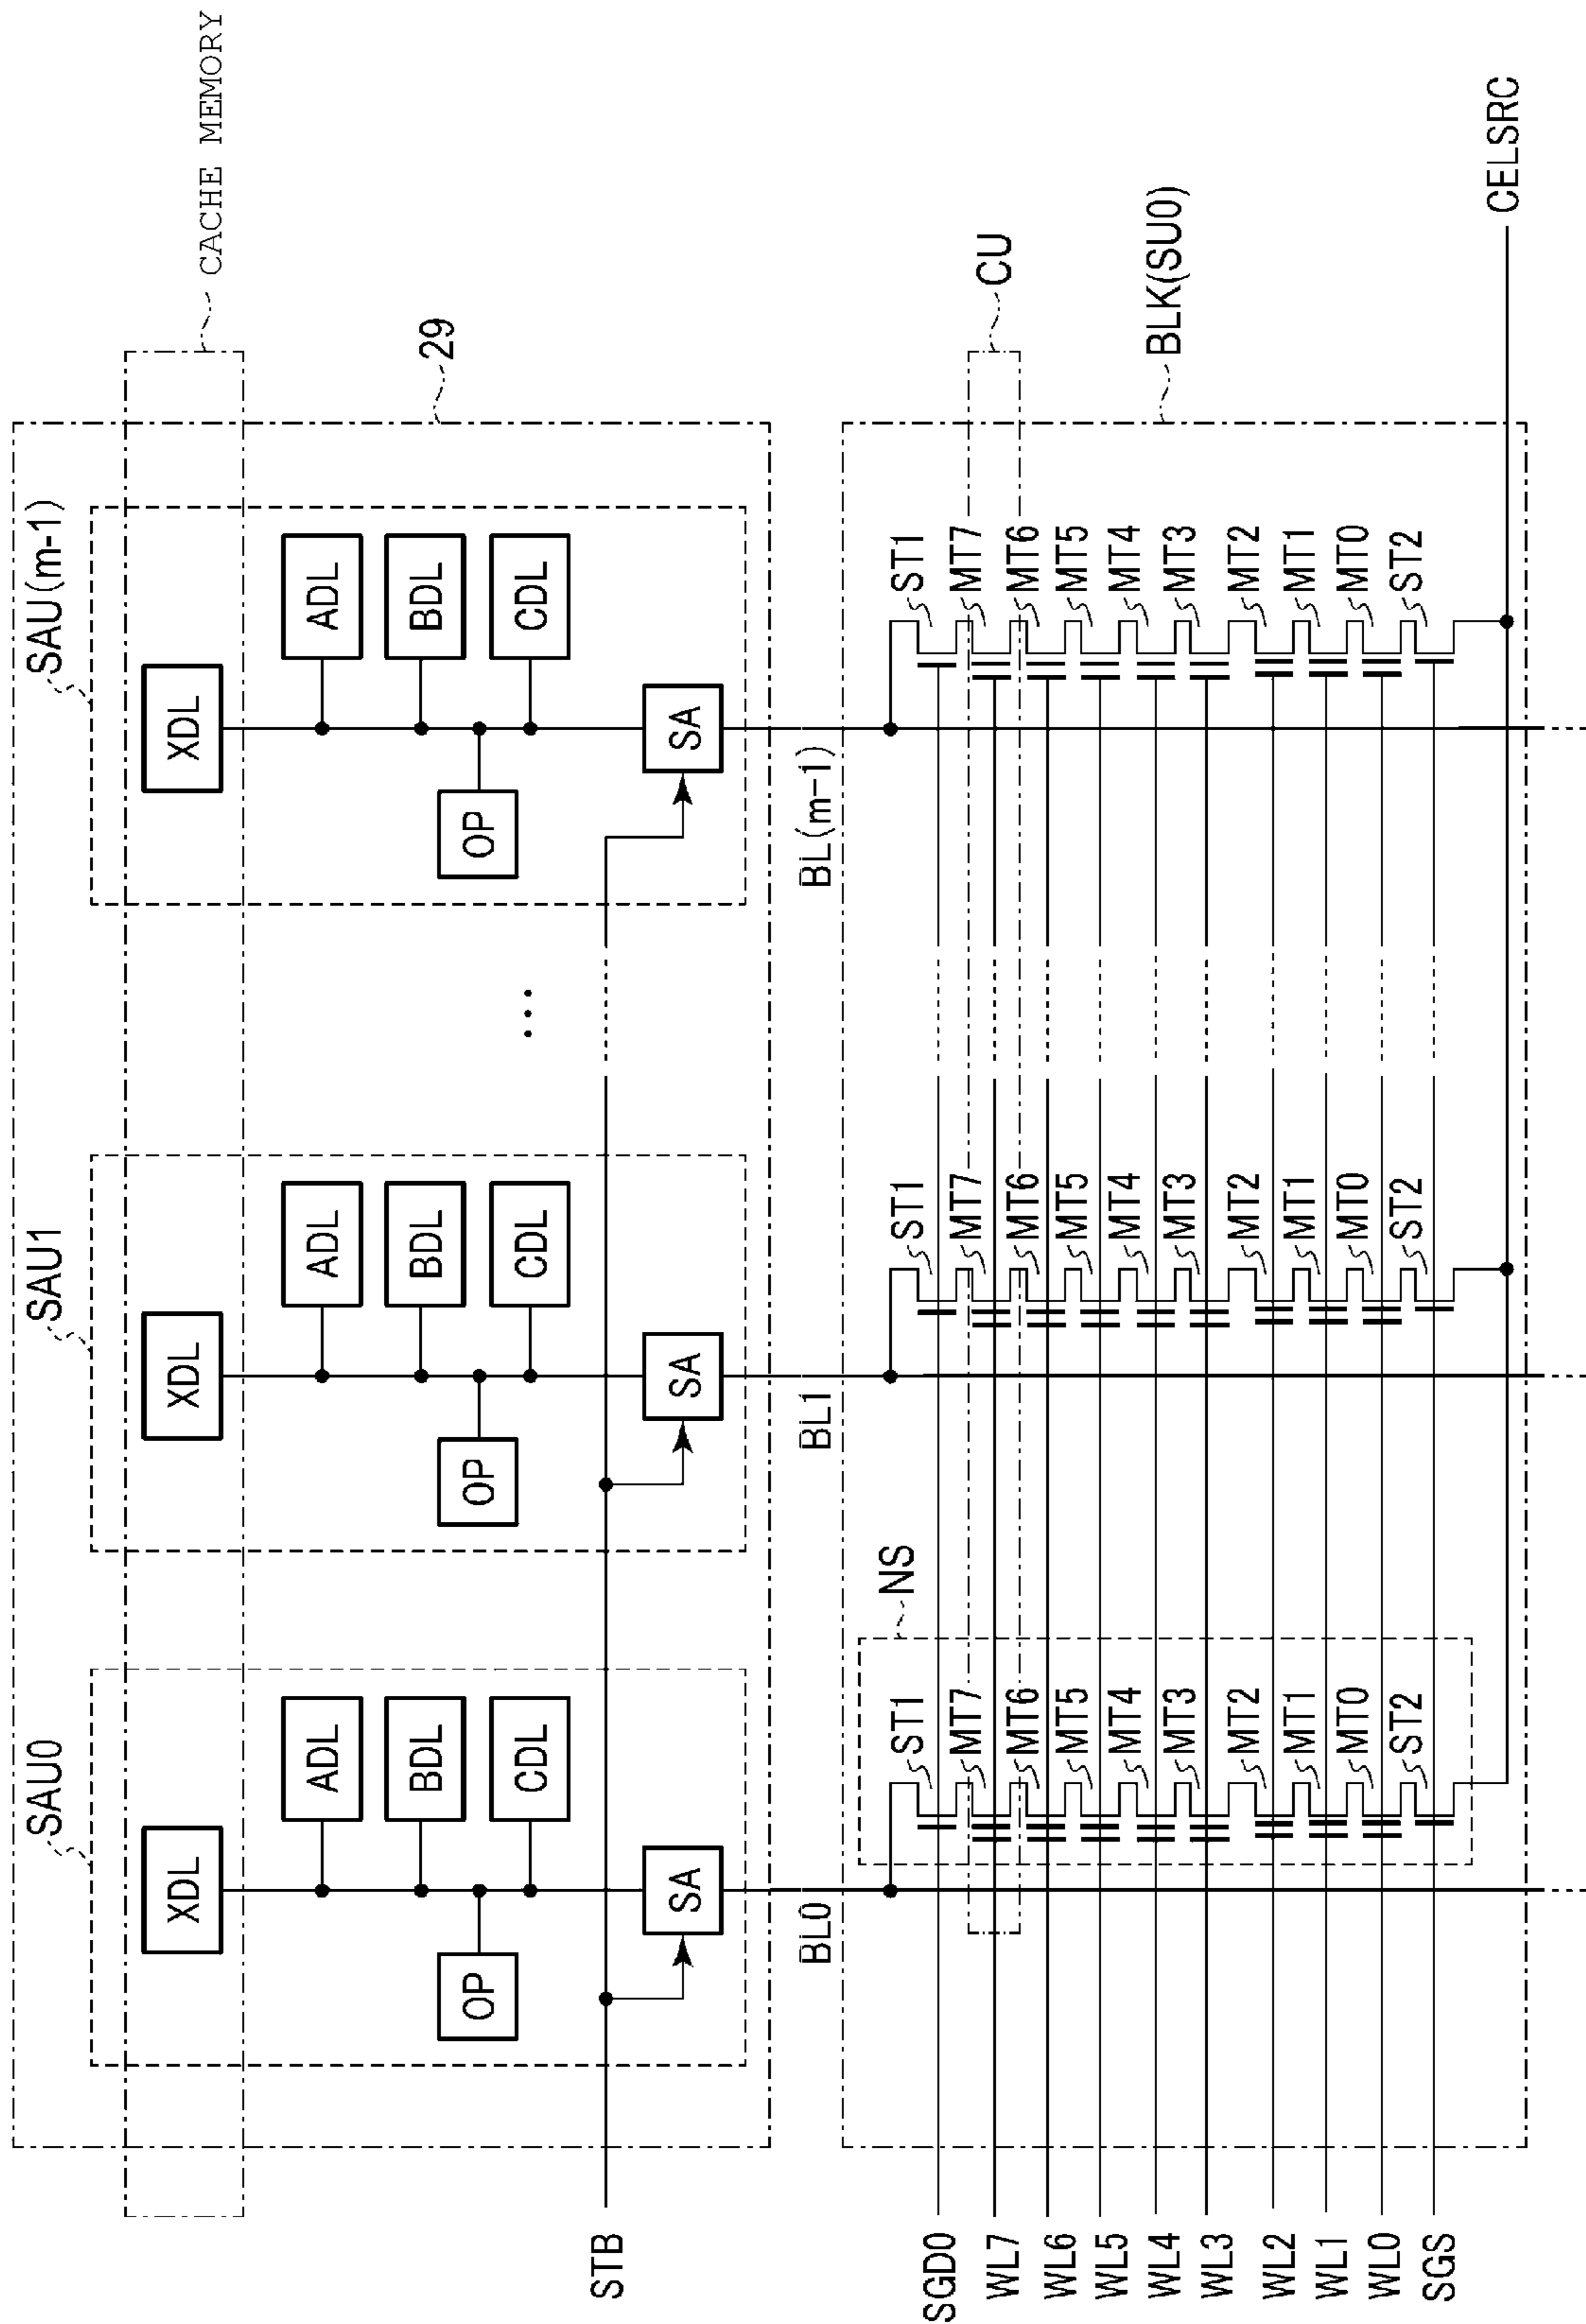 CACHE MEMORY
29
SAU0
SAU1
SAU(m-1)
XDL
XDL
XDL
ADL
ADL
ADL
BDL
BDL
BDL
OP
CDL
OP
CDL
...
OP
CDL
STB
SA
SA
SA
BL0
BL1
BL(m-1)
NS
CU
BLK(SU0)
SGD0
ST1
ST1
ST1
WL7
MT7
MT7
MT7
WL6
MT6
MT6
MT6
WL5
MT5
MT5
MT5
WL4
MT4
MT4
MT4
WL3
MT3
MT3
MT3
WL2
MT2
MT2
MT2
WL1
MT1
MT1
MT1
WL0
MT0
MT0
MT0
SGS
ST2
ST2
ST2
CELSRC